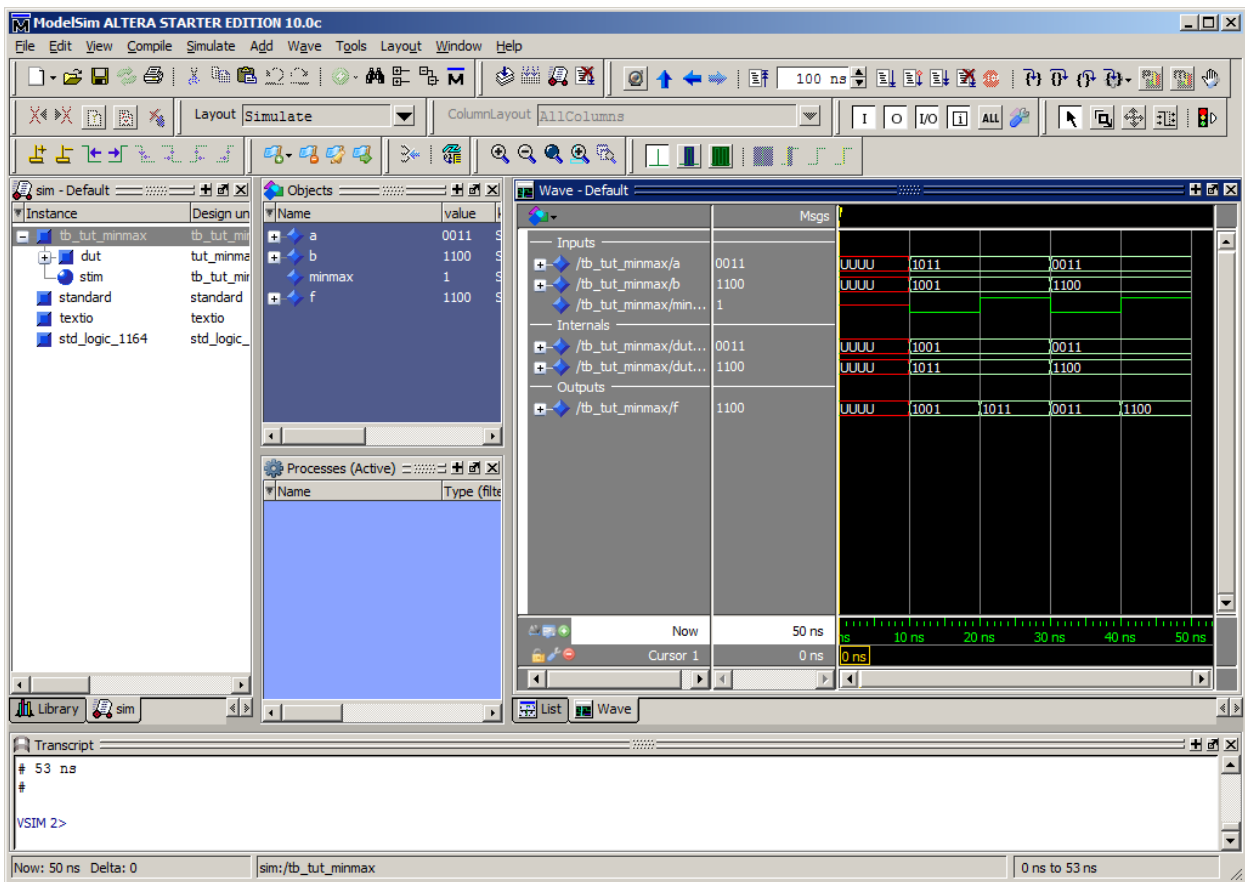 ModelSim ALTERA STARTER EDITION 10.0c
File Edit View Compile Simulate Add Wave Tools Layout Window Help
100 ns
Layout Simulate ColumnLayout AllColumns I O I/O i ALL
sim - Default
Instance Design un
tb_tut_minmax tb_tut_mir
dut tut_minma
stim tb_tut_mir
standard standard
textio textio
std_logic_1164 std_logic_
Library sim
Objects
Name value
a 0011 S
b 1100 S
minmax 1 S
f 1100 S
Processes (Active)
Name Type (filte
Wave - Default
Msgs
Inputs
/tb_tut_minmax/a 0011 UUUU 1011 0011
/tb_tut_minmax/b 1100 UUUU 1001 1100
/tb_tut_minmax/min... 1
Internals
/tb_tut_minmax/dut... 0011 UUUU 1001 0011
/tb_tut_minmax/dut... 1100 UUUU 1011 1100
Outputs
/tb_tut_minmax/f 1100 UUUU 1001 1011 0011 1100
Now 50 ns ns 10 ns 20 ns 30 ns 40 ns 50 ns
Cursor 1 0 ns 0 ns
List Wave
Transcript
# 53 ns
#
VSIM 2>
Now: 50 ns Delta: 0 sim:/tb_tut_minmax 0 ns to 53 ns